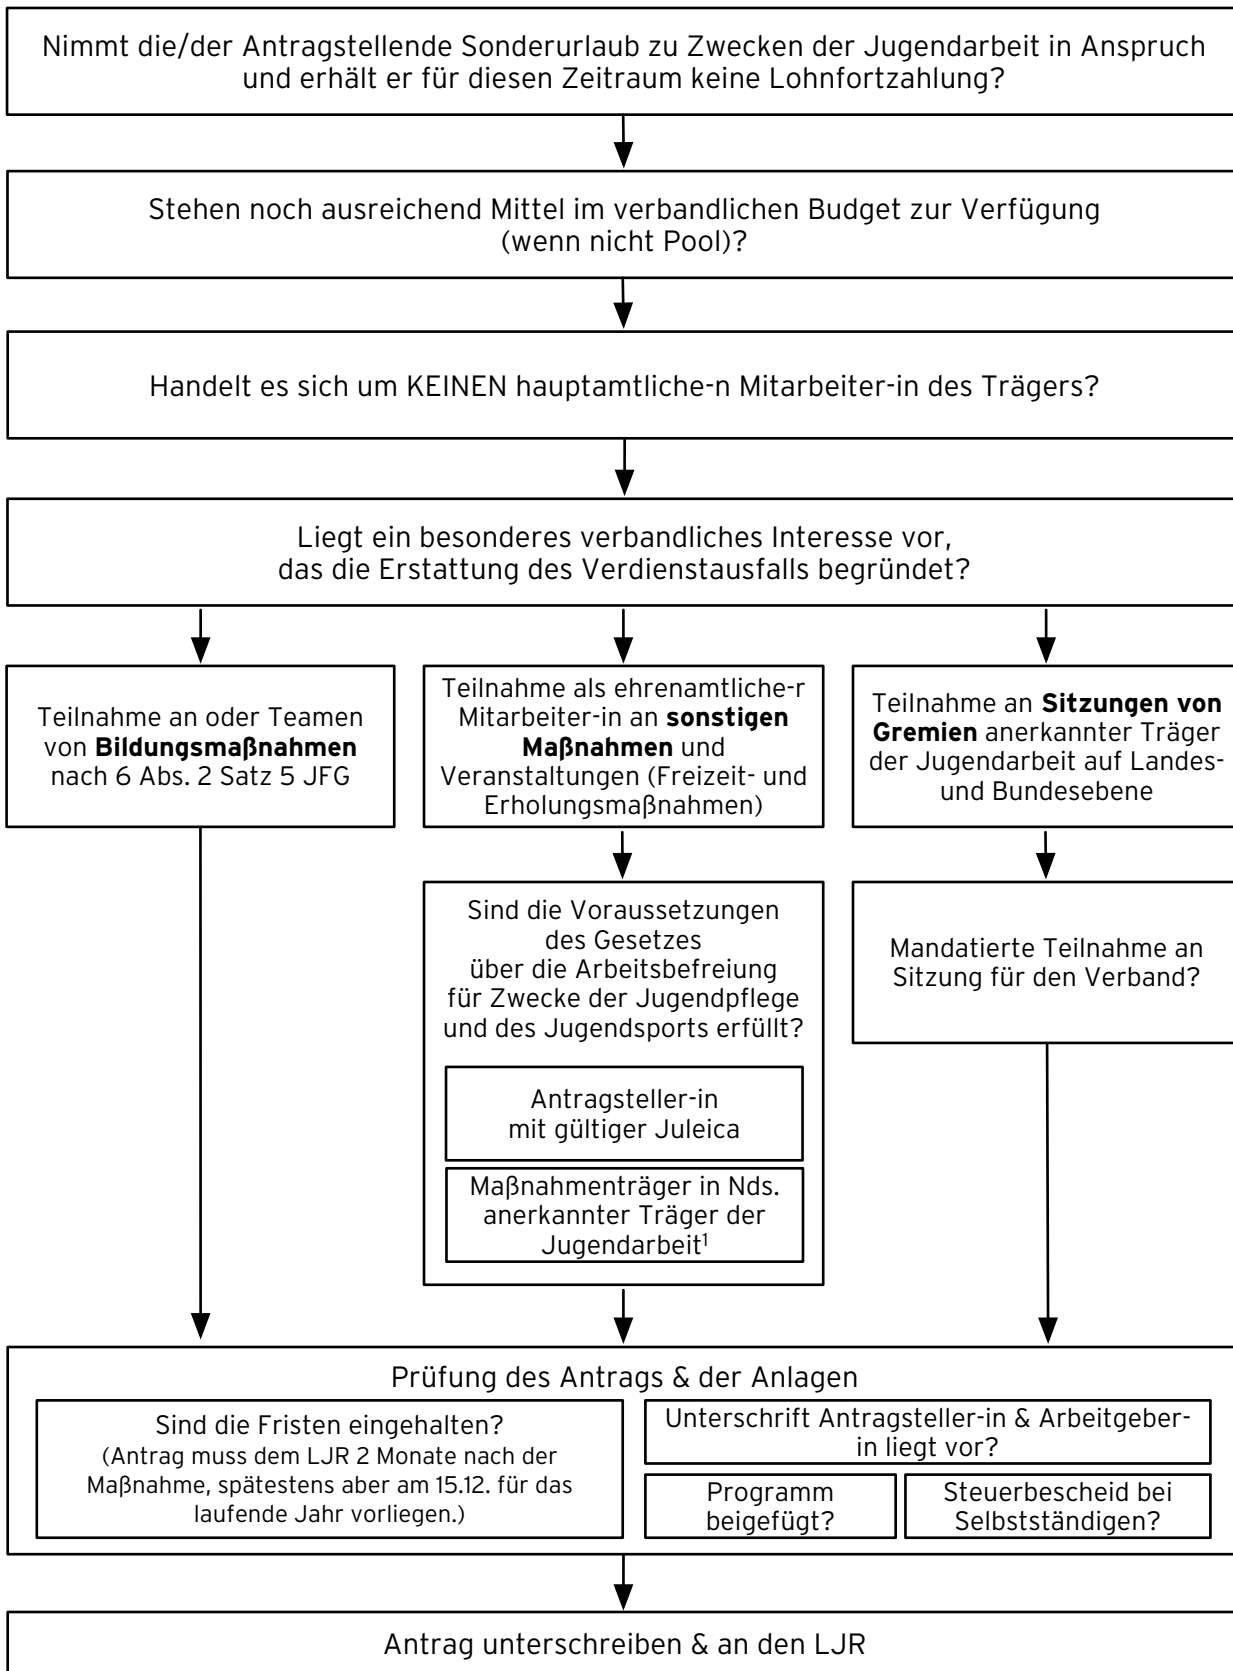 Nimmt die/der Antragstellende Sonderurlaub zu Zwecken der Jugendarbeit in Anspruch
und erhält er für diesen Zeitraum keine Lohnfortzahlung?
Stehen noch ausreichend Mittel im verbandlichen Budget zur Verfügung
(wenn nicht Pool)?
Handelt es sich um KEINEN hauptamtliche-n Mitarbeiter-in des Trägers?
Liegt ein besonderes verbandliches Interesse vor,
das die Erstattung des Verdienstausfalls begründet?
Teilnahme an oder Teamen
von Bildungsmaßnahmen
nach 6 Abs. 2 Satz 5 JFG
Teilnahme als ehrenamtliche-r
Mitarbeiter-in an sonstigen
Maßnahmen und
Veranstaltungen (Freizeit- und
Erholungsmaßnahmen)
Teilnahme an Sitzungen von
Gremien anerkannter Träger
der Jugendarbeit auf Landes-
und Bundesebene
Sind die Voraussetzungen
des Gesetzes
über die Arbeitsbefreiung
für Zwecke der Jugendpflege
und des Jugendsports erfüllt?
Antragsteller-in
mit gültiger Juleica
Maßnahmenträger in Nds.
anerkannter Träger der
Jugendarbeit¹
Mandatierte Teilnahme an
Sitzung für den Verband?
Prüfung des Antrags & der Anlagen
Sind die Fristen eingehalten?
(Antrag muss dem LJR 2 Monate nach der
Maßnahme, spätestens aber am 15.12. für das
laufende Jahr vorliegen.)
Unterschrift Antragsteller-in & Arbeitgeber-
in liegt vor?
Programm
beigefügt?
Steuerbescheid bei
Selbstständigen?
Antrag unterschreiben & an den LJR